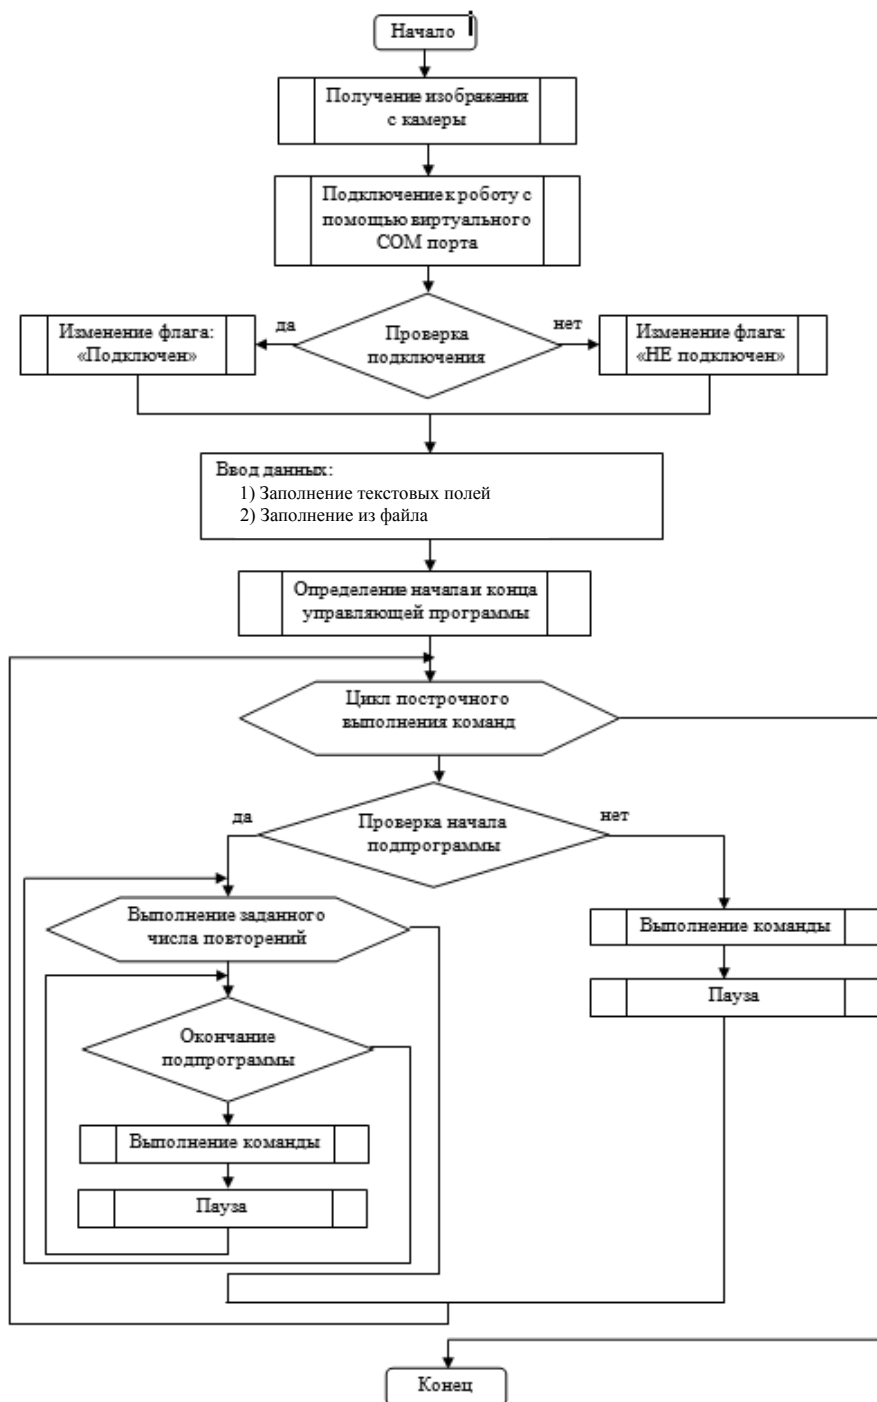 Начало i
Получение изображения
с камеры
Подключение к роботу с
помощью виртуального
COM порта
да
нет
Изменение флага:
«Подключен»
Проверка
подключения
Изменение флага:
«НЕ подключен»
Ввод данных:
1) Заполнение текстовых полей
2) Заполнение из файла
Определение начала и конца
управляющей программы
Цикл построчного
выполнения команд
да
нет
Проверка начала
подпрограммы
Выполнение заданного
числа повторений
Выполнение команды
Пауза
Окончание
подпрограммы
Выполнение команды
Пауза
Конец